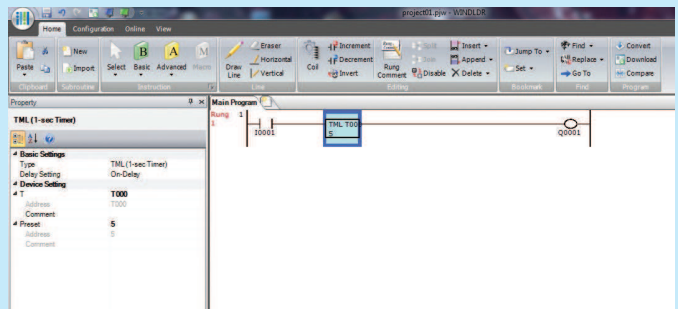 project01.pjw - WINDLDR
Home Configuration Online View
Paste New Import Select Basic Advanced Macro Draw Line Eraser Horizontal Vertical Coil Increment Decrement Invert Rung Comment Split Join Disable Insert Append Delete Jump To Set Find Replace Go To Convert Download Compare
Clipboard Subroutine Instruction Line Editing Bookmark Find Program
Property
TML (1-sec Timer)
Basic Settings
Type TML (1-sec Timer)
Delay Setting On-Delay
Device Setting
T T000
Address T000
Comment
Preset 5
Address 5
Comment
Main Program
Rung 1
1
I0001
TML T00
5
Q0001